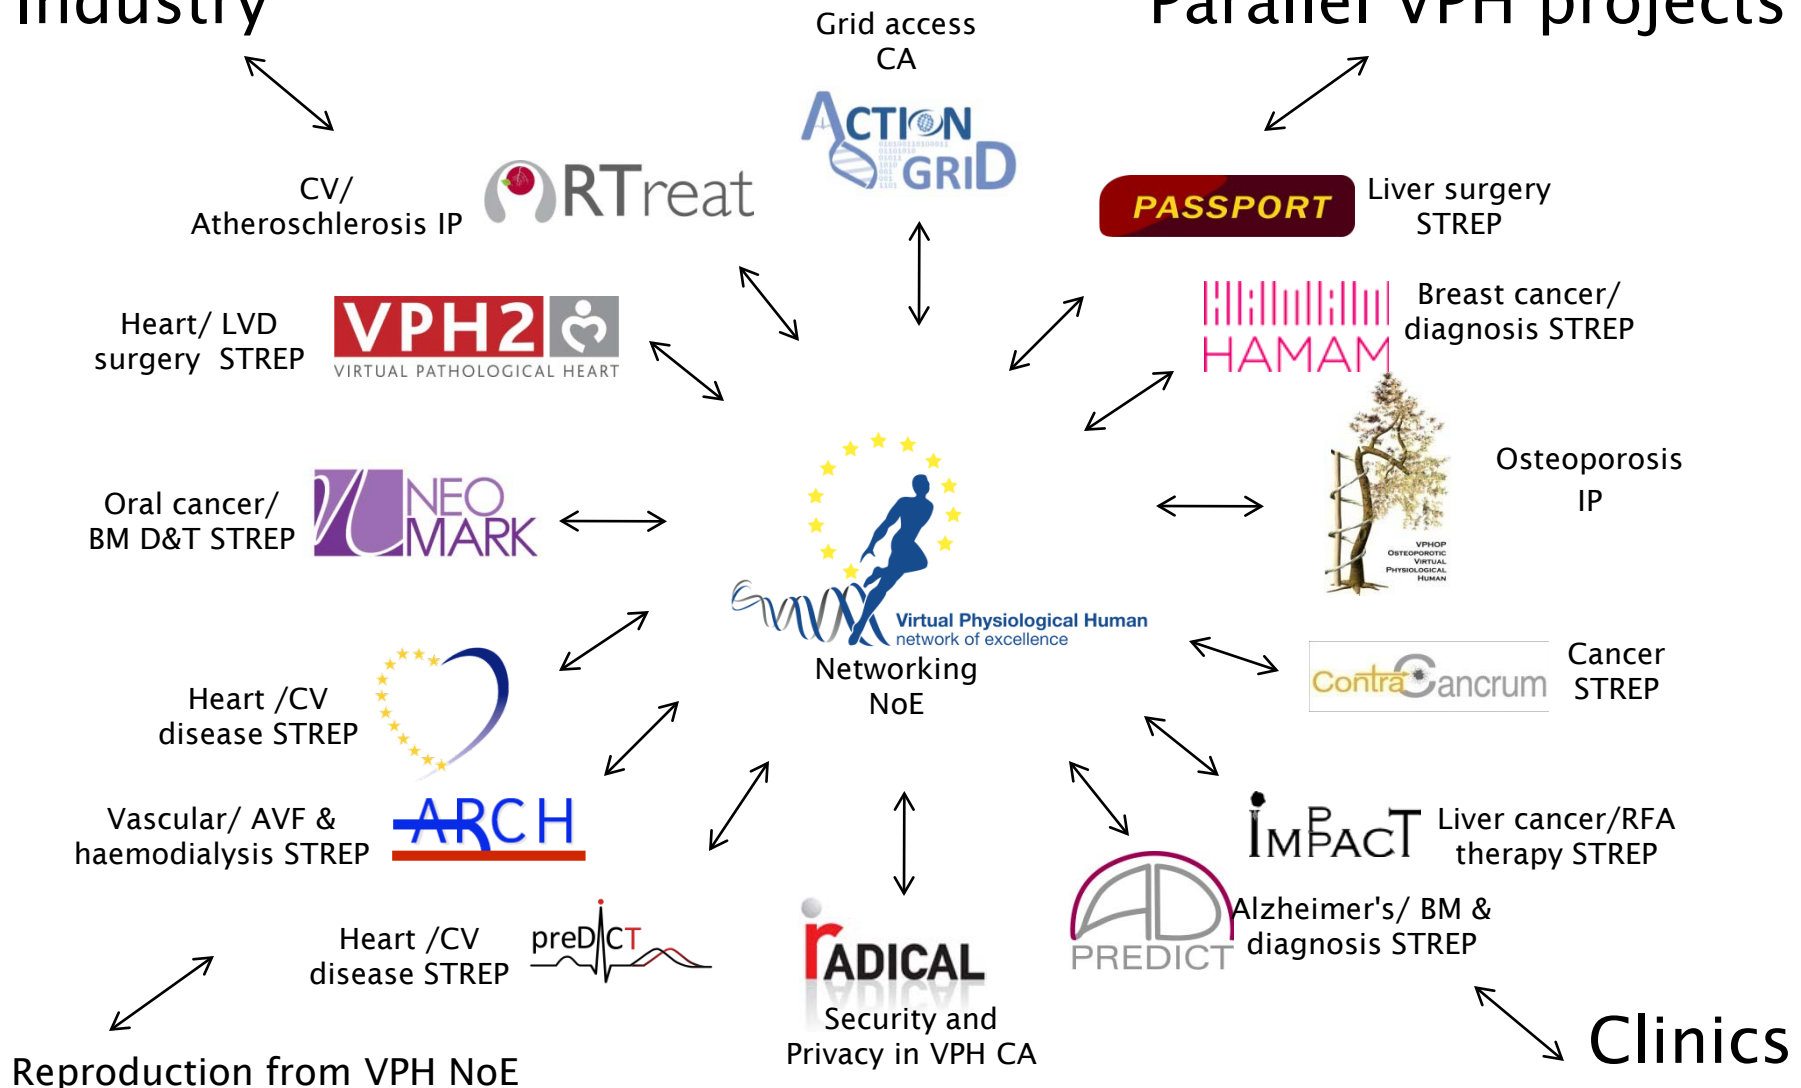 Industry
Parallel VPH projects
Grid access
CA
ACTION
GRID
CV/
Atheroschlerosis IP
ARTreat
PASSPORT
Liver surgery
STREP
Heart/ LVD
surgery STREP
VPH2
VIRTUAL PATHOLOGICAL HEART
HAMAM
Breast cancer/
diagnosis STREP
Oral cancer/
BM D&T STREP
NEO
MARK
Osteoporosis
IP
VPHOP
OSTEOPOROTIC
VIRTUAL
PHYSIOLOGICAL
HUMAN
Virtual Physiological Human
network of excellence
Networking
NoE
Heart /CV
disease STREP
ContraCancrum
Cancer
STREP
Vascular/ AVF &
haemodialysis STREP
ARCH
IMPPACT
Liver cancer/RFA
therapy STREP
Heart /CV
disease STREP
preDiCT
RADICAL
Security and
Privacy in VPH CA
AD
PREDICT
Alzheimer's/ BM &
diagnosis STREP
Clinics
Reproduction from VPH NoE